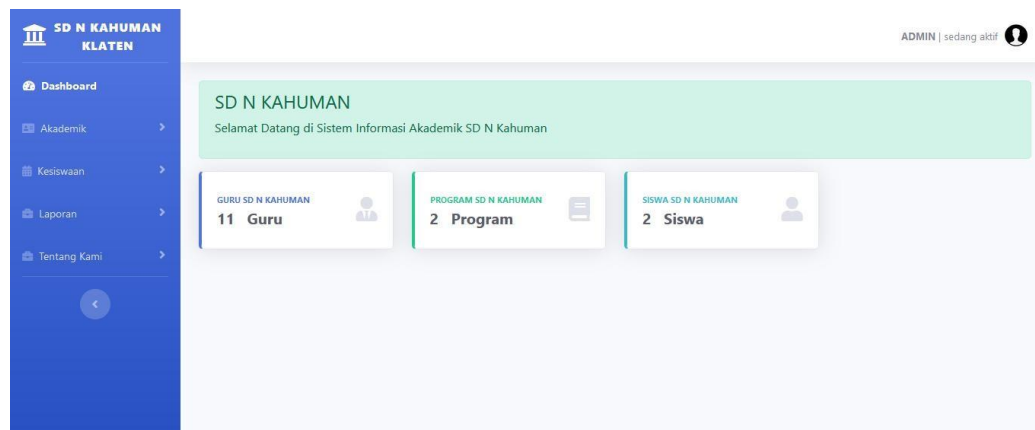 SD N KAHUMAN
KLATEN
Dashboard
Akademik
Kesiswaan
Laporan
Tentang Kami
ADMIN | sedang aktif
SD N KAHUMAN
Selamat Datang di Sistem Informasi Akademik SD N Kahuman
GURU SD N KAHUMAN
11 Guru
PROGRAM SD N KAHUMAN
2 Program
SISWA SD N KAHUMAN
2 Siswa